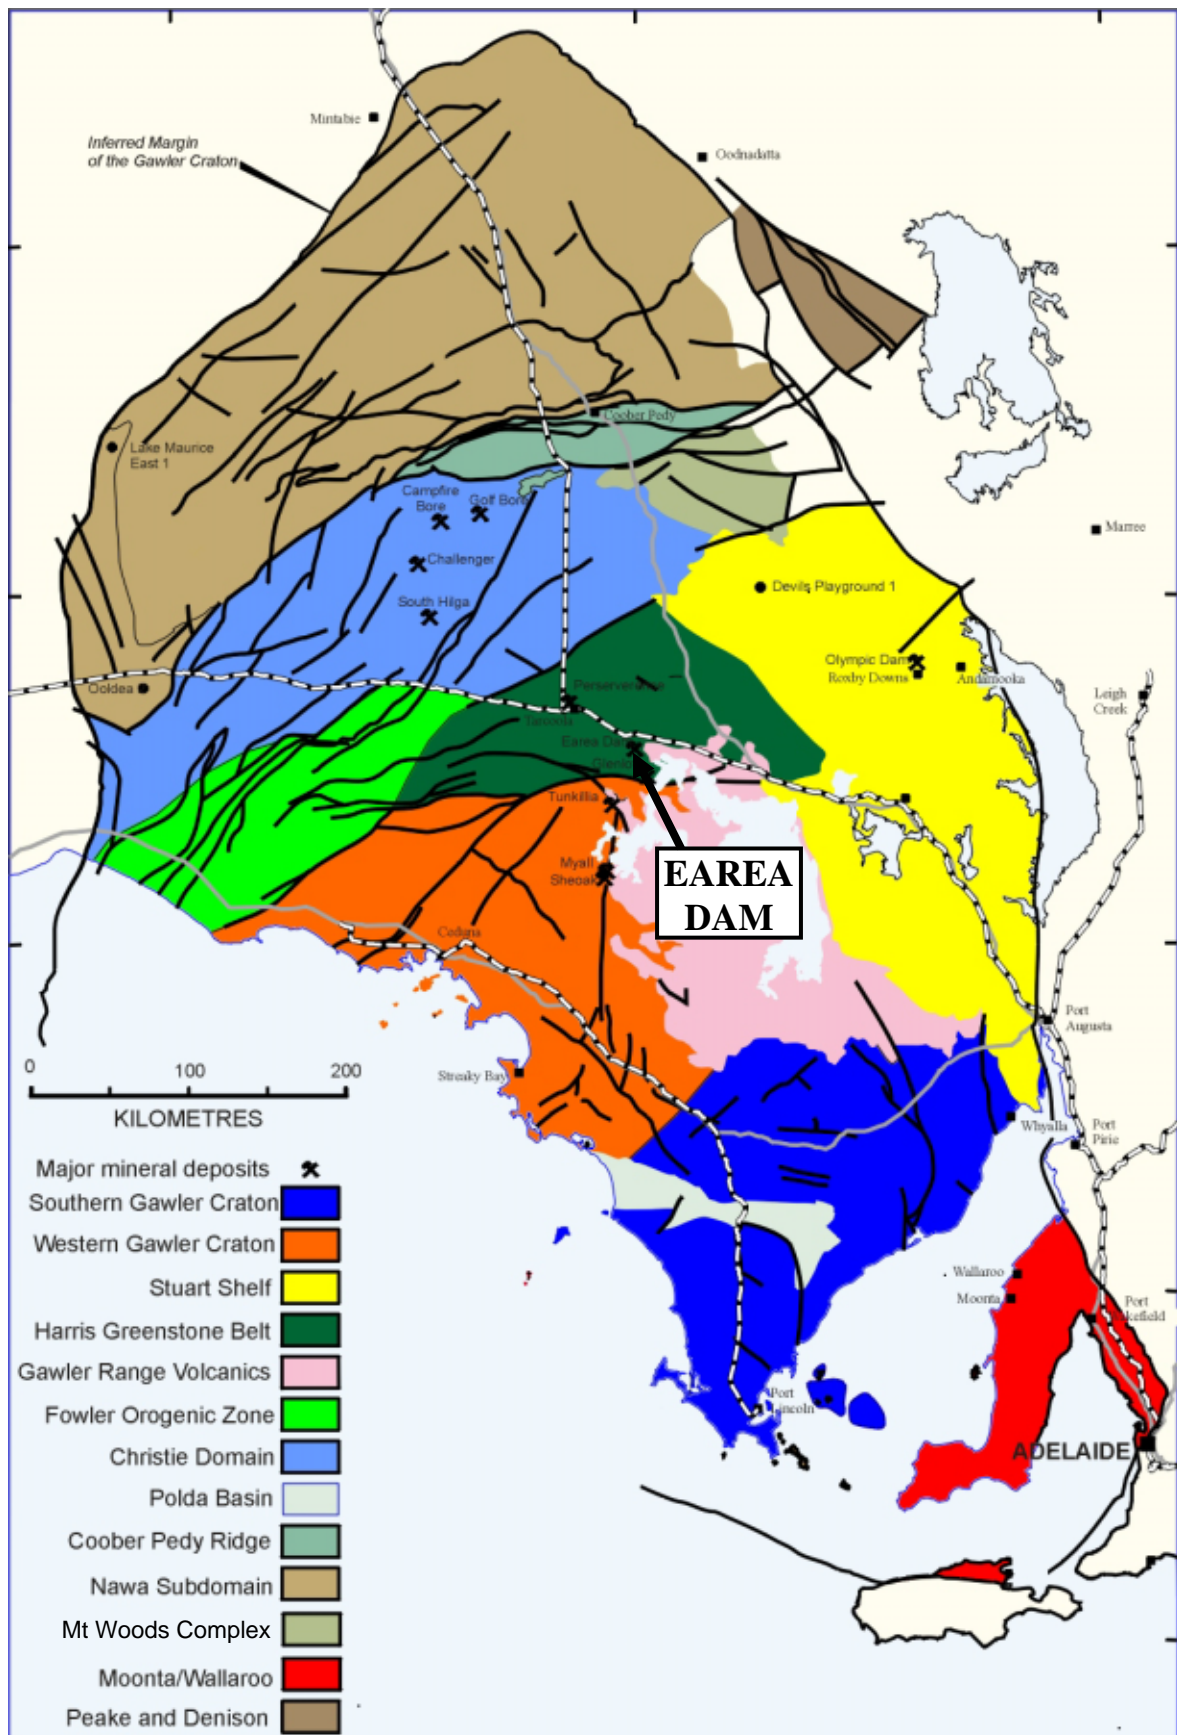 Mintabie
Inferred Margin
of the Gawler Craton
Oodnadatta
Coober Pedy
Lake Maurice
East 1
Campfire
Bore
Golf Bore
Marree
Challenger
Devils Playground 1
South Hilga
Olympic Dam
Roxby Downs
Andamooka
Ooldea
Perserverance
Leigh
Creek
Tarcoola
Earea Dam
Tunkillia
Myall
Sheoak
EAREA
DAM
Ceduna
Port
Augusta
0 100 200
KILOMETRES
Streaky Bay
Whyalla
Port
Pirie
Major mineral deposits
Southern Gawler Craton
Western Gawler Craton
Stuart Shelf
Harris Greenstone Belt
Gawler Range Volcanics
Fowler Orogenic Zone
Christie Domain
Polda Basin
Coober Pedy Ridge
Nawa Subdomain
Mt Woods Complex
Moonta/Wallaroo
Peake and Denison
Wallaroo
Moonta
Port
Port
Lincoln
ADELAIDE